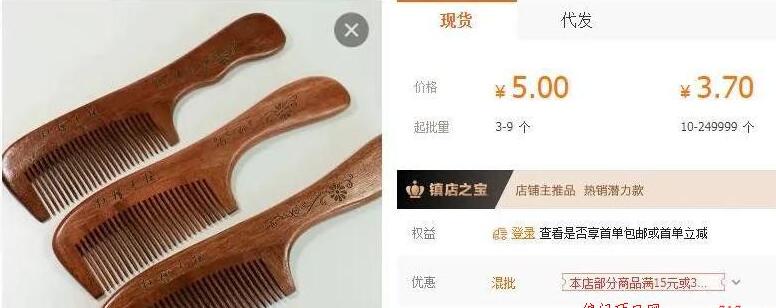 现货 代发
价格 ¥5.00 ¥3.70
起批量 3-9 个 10-249999 个
镇店之宝 店铺主推品 热销潜力款
权益 登录 查看是否享首单包邮或首单立减
优惠 混批 本店部分商品满15元或3...